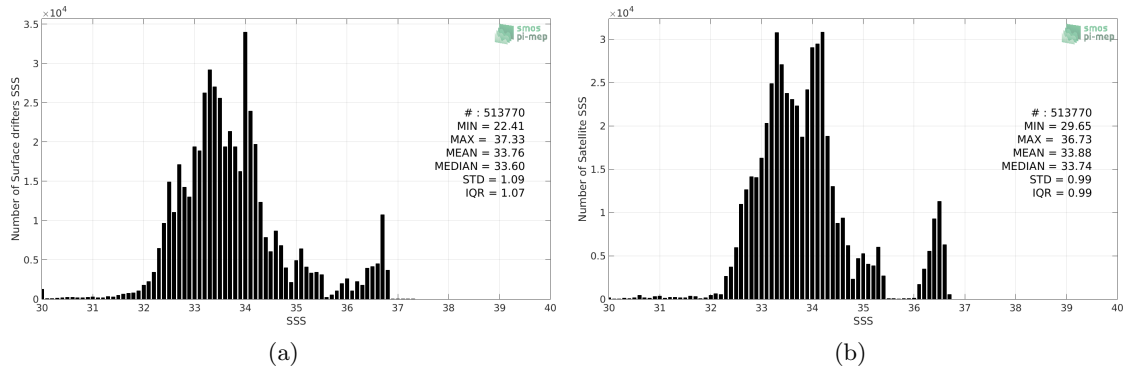 ×10⁴
3.5
3
2.5
2
1.5
1
0.5
0
Number of Surface drifters SSS
30 31 32 33 34 35 36 37 38 39 40
SSS
smos
pi-mep
# : 513770
MIN = 22.41
MAX = 37.33
MEAN = 33.76
MEDIAN = 33.60
STD = 1.09
IQR = 1.07
(a)
×10⁴
3
2.5
2
1.5
1
0.5
0
Number of Satellite SSS
30 31 32 33 34 35 36 37 38 39 40
SSS
smos
pi-mep
# : 513770
MIN = 29.65
MAX = 36.73
MEAN = 33.88
MEDIAN = 33.74
STD = 0.99
IQR = 0.99
(b)